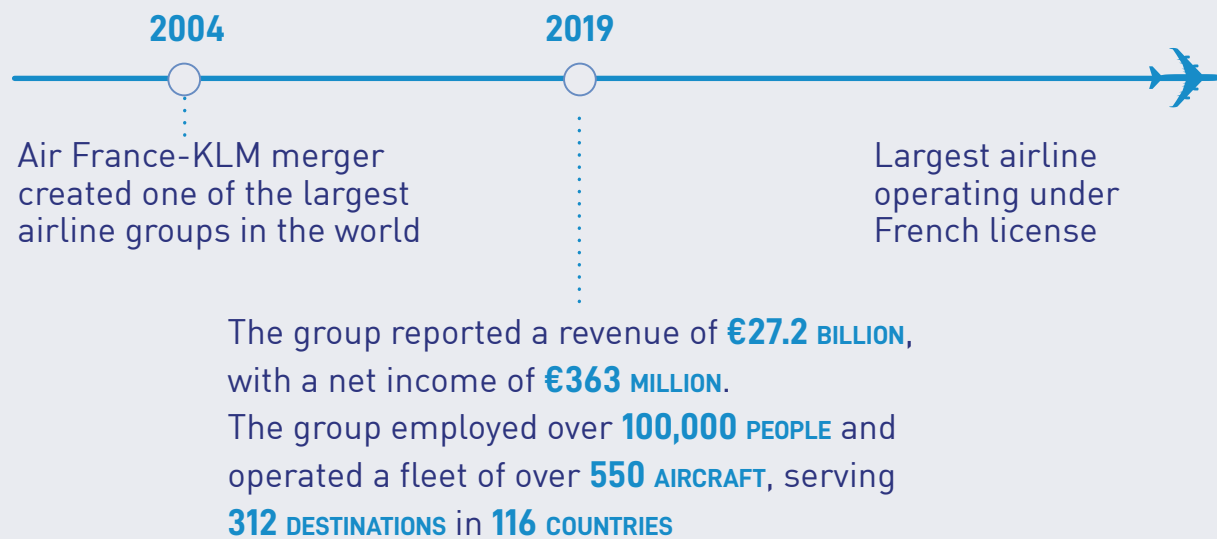 2004
2019
Air France-KLM merger
created one of the largest
airline groups in the world
Largest airline
operating under
French license
The group reported a revenue of €27.2 BILLION,
with a net income of €363 MILLION.
The group employed over 100,000 PEOPLE and
operated a fleet of over 550 AIRCRAFT, serving
312 DESTINATIONS in 116 COUNTRIES